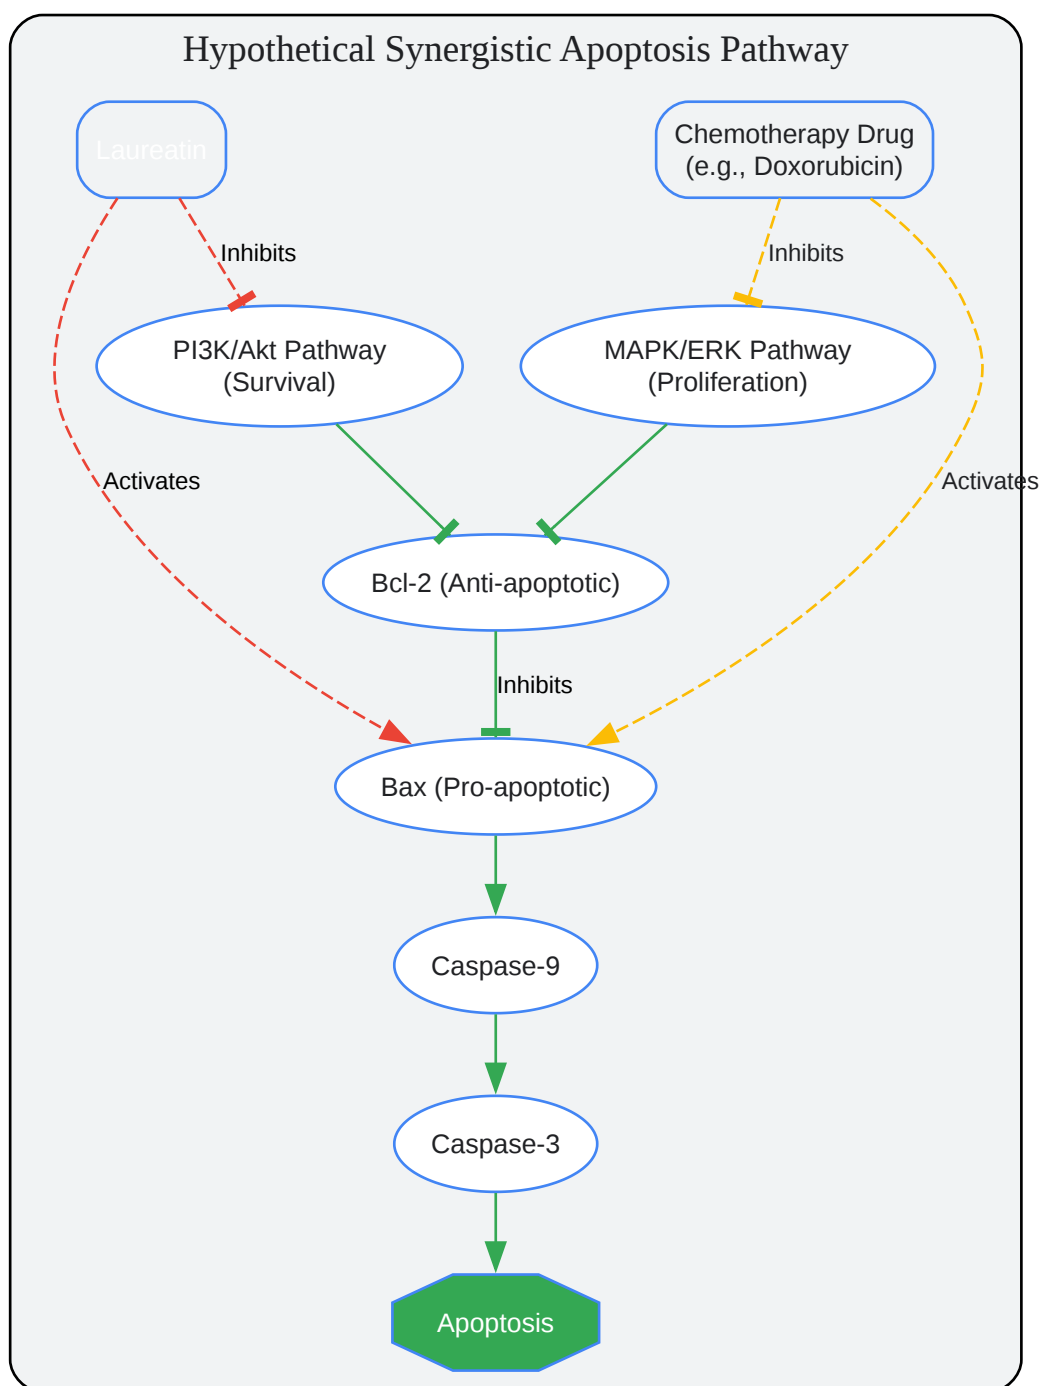 Hypothetical Synergistic Apoptosis Pathway
Laureatin
Chemotherapy Drug
(e.g., Doxorubicin)
Inhibits
Inhibits
PI3K/Akt Pathway
(Survival)
MAPK/ERK Pathway
(Proliferation)
Activates
Activates
Bcl-2 (Anti-apoptotic)
Inhibits
Bax (Pro-apoptotic)
Caspase-9
Caspase-3
Apoptosis